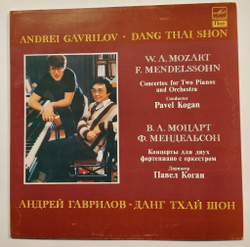 ANDREI GAVRILOV · DANG THAI SHON
W. A. MOZART
F. MENDELSSOHN
Concertos for Two Pianos
and Orchestra
Conductor
Pavel Kogan
В. А. МОЦАРТ
Ф. МЕНДЕЛЬСОН
Концерты для двух
фортепиано с оркестром
Дирижер
Павел Коган
АНДРЕЙ ГАВРИЛОВ · ДАНГ ТХАЙ ШОН